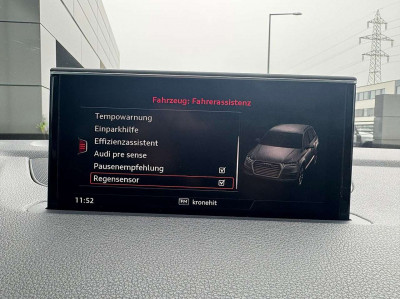 Fahrzeug: Fahrerassistenz
Tempowarnung
Einparkhilfe
Effizienzassistent
Audi pre sense
Pausenempfehlung
Regensensor
11:52
kronehit